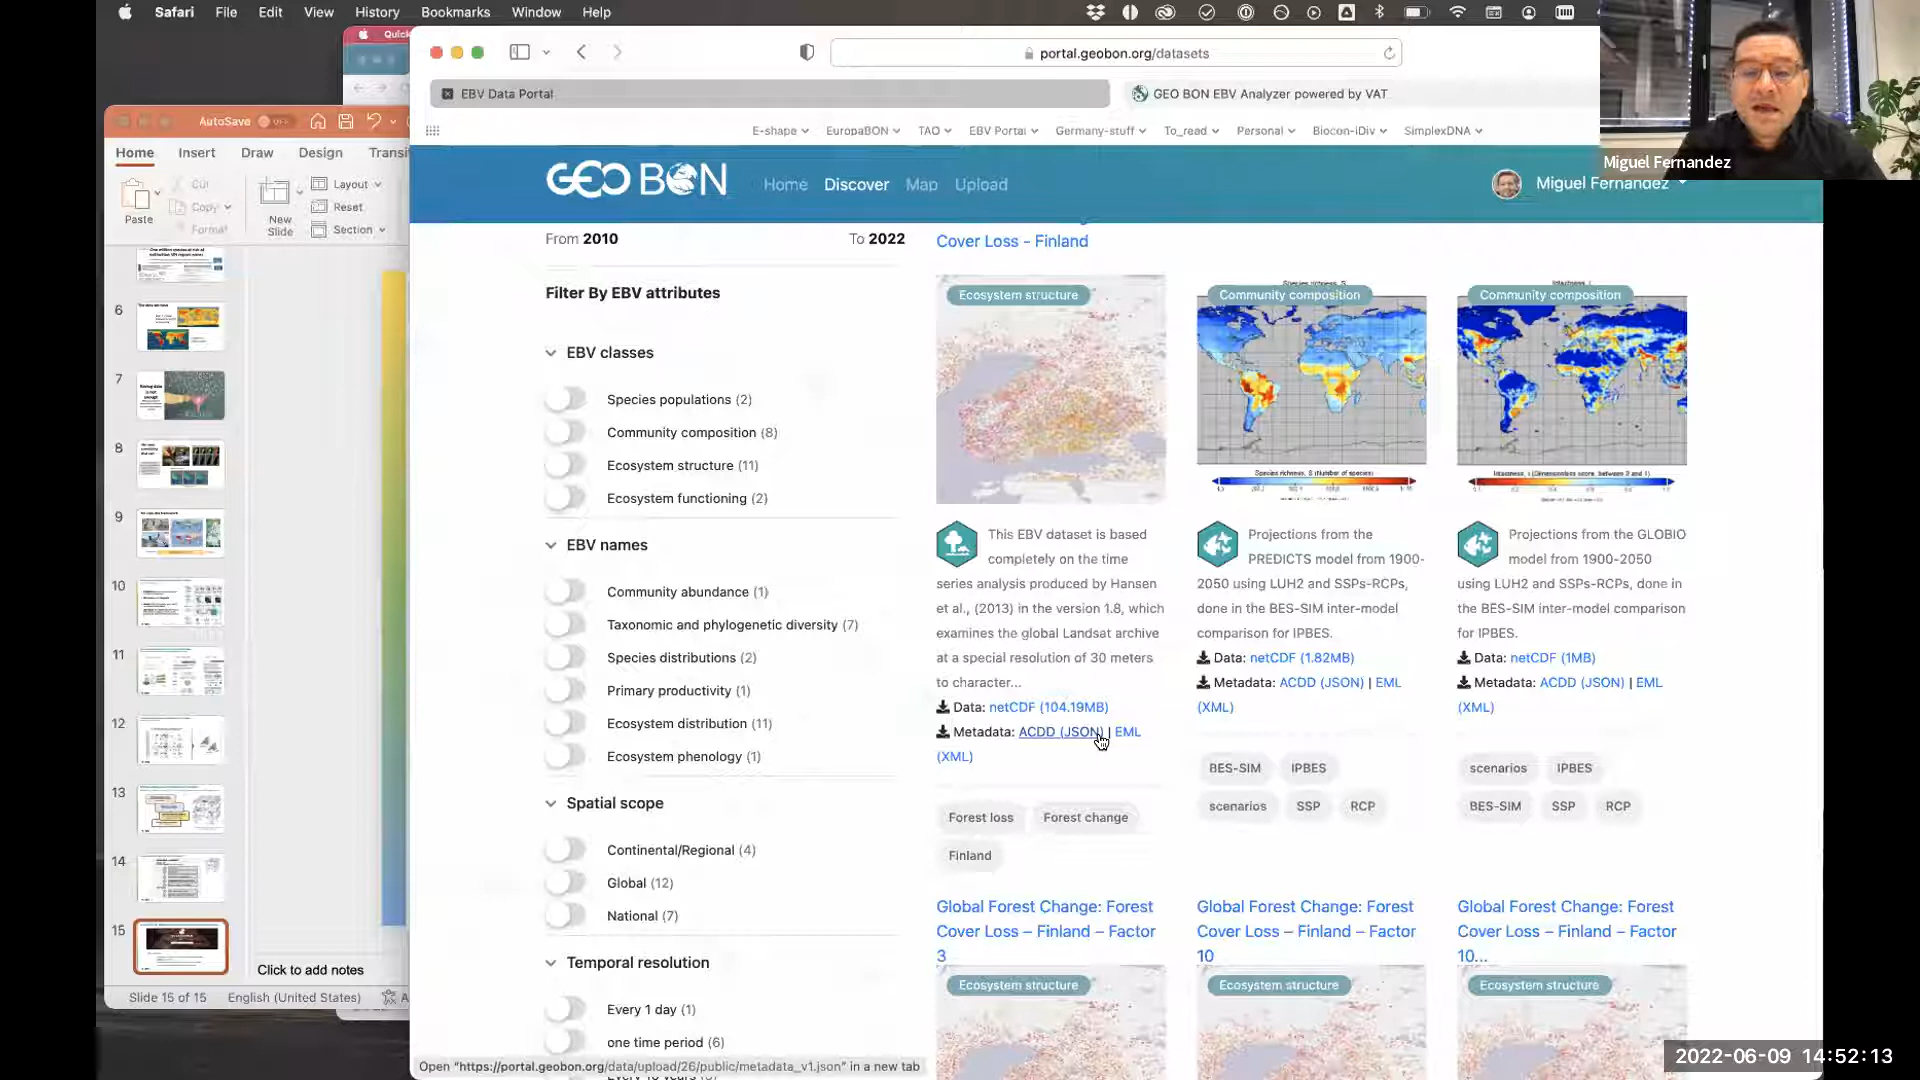 Safari File Edit View History Bookmarks Window Help
Quick
portal.geobon.org/datasets
EBV Data Portal
GEO BON EBV Analyzer powered by VAT
E-shape EuropaBON TAO EBV Portal Germany-stuff To_read Personal Biocon-iDiv SimplexDNA
Miguel Fernandez
AutoSave OFF
Home Insert Draw Design Transiti
Cut
Copy
Format
Paste
New
Slide
Layout
Reset
Section
GEO BON
Home Discover Map Upload
Miguel Fernandez
From 2010
To 2022
Filter By EBV attributes
EBV classes
Species populations (2)
Community composition (8)
Ecosystem structure (11)
Ecosystem functioning (2)
EBV names
Community abundance (1)
Taxonomic and phylogenetic diversity (7)
Species distributions (2)
Primary productivity (1)
Ecosystem distribution (11)
Ecosystem phenology (1)
Spatial scope
Continental/Regional (4)
Global (12)
National (7)
Temporal resolution
Every 1 day (1)
one time period (6)
Cover Loss - Finland
Ecosystem structure
This EBV dataset is based
completely on the time
series analysis produced by Hansen
et al., (2013) in the version 1.8, which
examines the global Landsat archive
at a special resolution of 30 meters
to character...
Data: netCDF (104.19MB)
Metadata: ACDD (JSON) | EML
(XML)
Forest loss
Forest change
Finland
Community composition
Species richness, S (Number of species)
Projections from the
PREDICTS model from 1900-
2050 using LUH2 and SSPs-RCPs,
done in the BES-SIM inter-model
comparison for IPBES.
Data: netCDF (1.82MB)
Metadata: ACDD (JSON) | EML
(XML)
BES-SIM
IPBES
scenarios
SSP
RCP
Community composition
Intactness, I (Dimensionless score, between 0 and 1)
Projections from the GLOBIO
model from 1900-2050
using LUH2 and SSPs-RCPs, done in
the BES-SIM inter-model comparison
for IPBES.
Data: netCDF (1MB)
Metadata: ACDD (JSON) | EML
(XML)
scenarios
IPBES
BES-SIM
SSP
RCP
Global Forest Change: Forest
Cover Loss – Finland – Factor
3
Ecosystem structure
Global Forest Change: Forest
Cover Loss – Finland – Factor
10
Ecosystem structure
Global Forest Change: Forest
Cover Loss – Finland – Factor
10...
Ecosystem structure
6
7
8
9
10
11
12
13
14
15
Click to add notes
Slide 15 of 15
English (United States)
Open "https://portal.geobon.org/data/upload/26/public/metadata_v1.json" in a new tab
2022-06-09 14:52:13